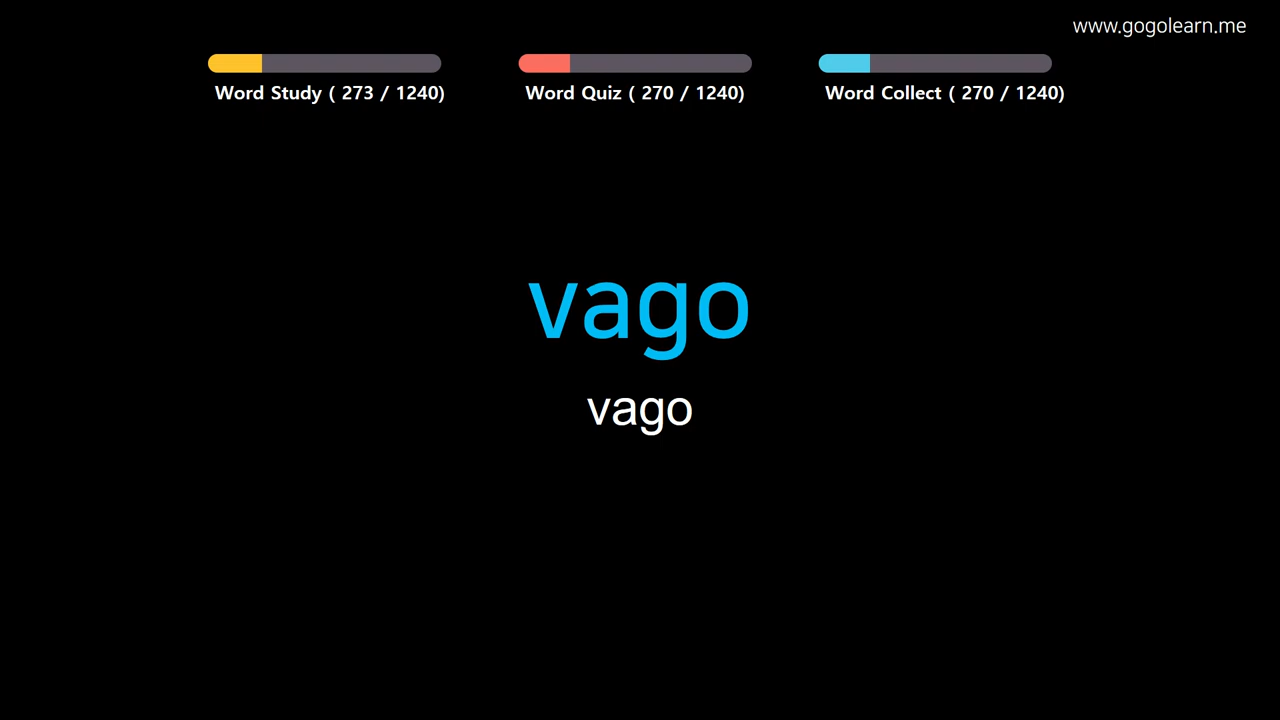 www.gogolearn.me
Word Study ( 273 / 1240)
Word Quiz ( 270 / 1240)
Word Collect ( 270 / 1240)
vago
vago